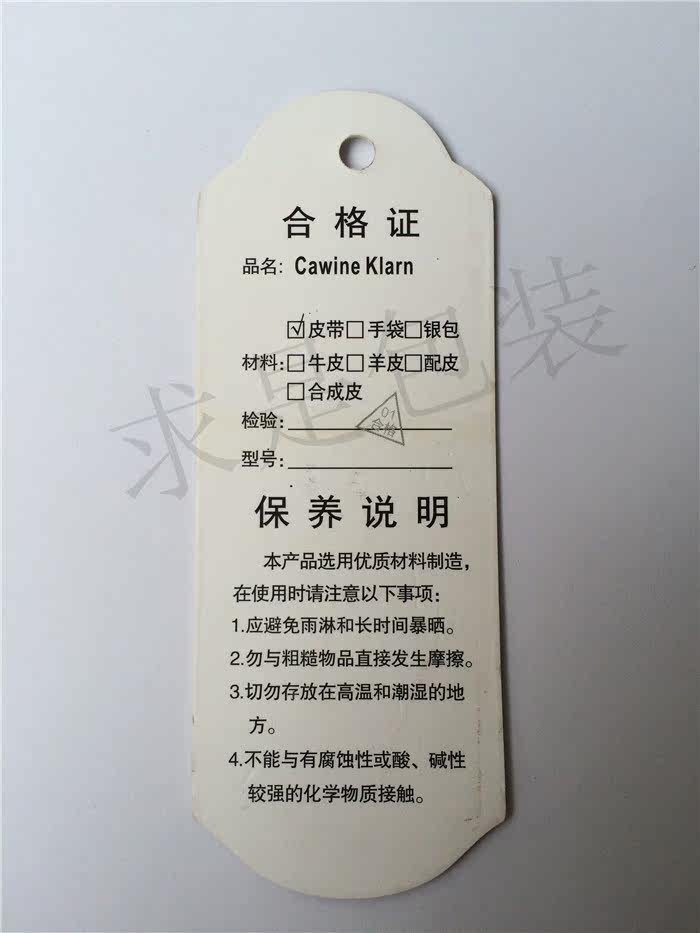 合格证
品名: Cawine Klarn
☑皮带□手袋□银包
材料:□牛皮□羊皮□配皮
□合成皮
检验:
01
合格
型号:
保养说明
本产品选用优质材料制造，
在使用时请注意以下事项:
1.应避免雨淋和长时间暴晒。
2.勿与粗糙物品直接发生摩擦。
3.切勿存放在高温和潮湿的地
方。
4.不能与有腐蚀性或酸、碱性
较强的化学物质接触。
求是包装